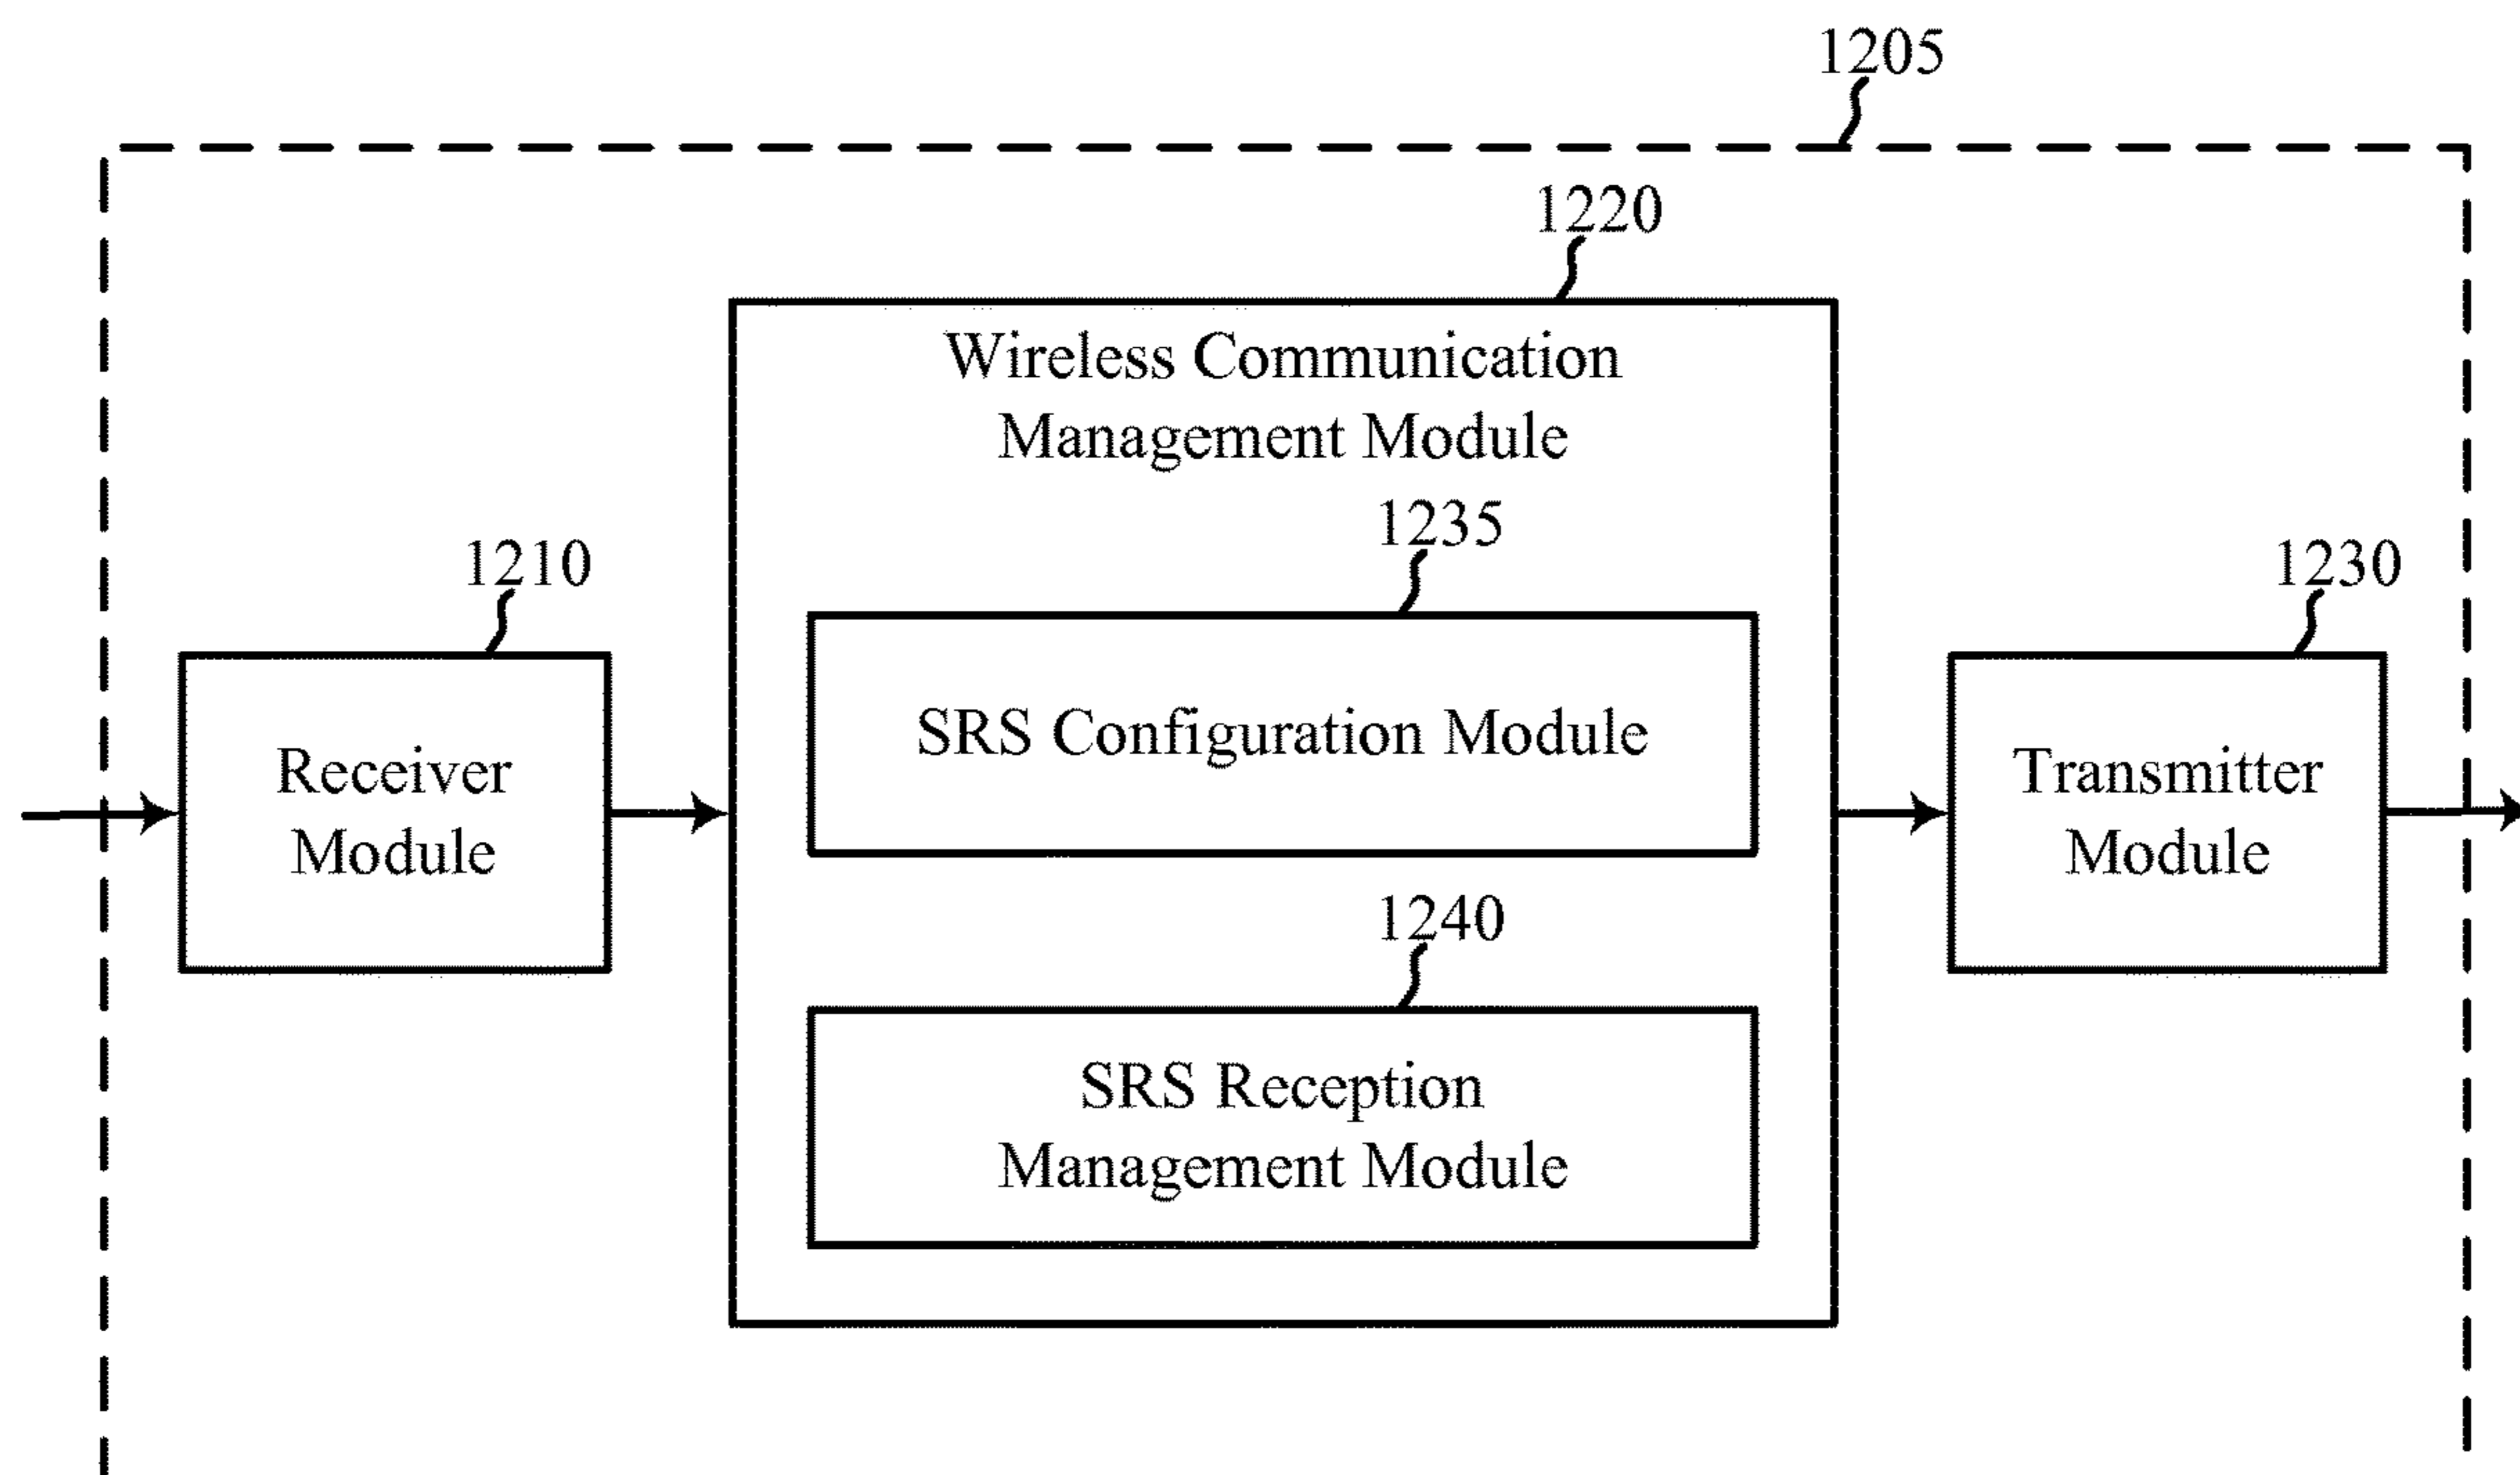 1205
1220
Wireless Communication
Management Module
1235
1210
1230
SRS Configuration Module
Receiver
Module
Transmitter
Module
1240
SRS Reception
Management Module